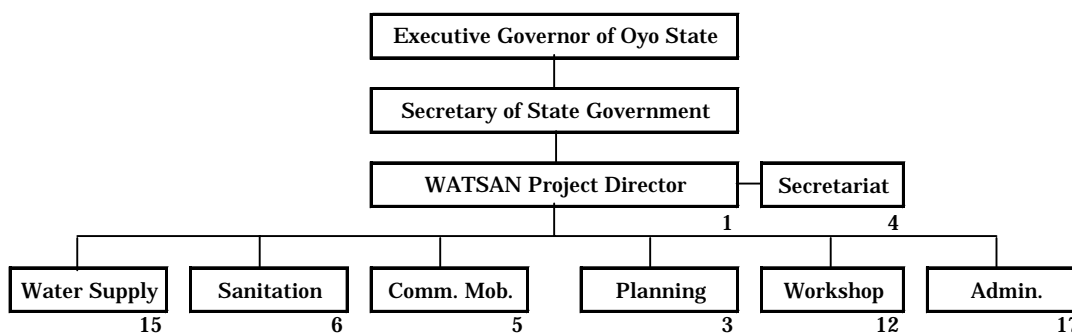 Executive Governor of Oyo State
Secretary of State Government
WATSAN Project Director
Secretariat
1
4
Water Supply
Sanitation
Comm. Mob.
Planning
Workshop
Admin.
15
6
5
3
12
17